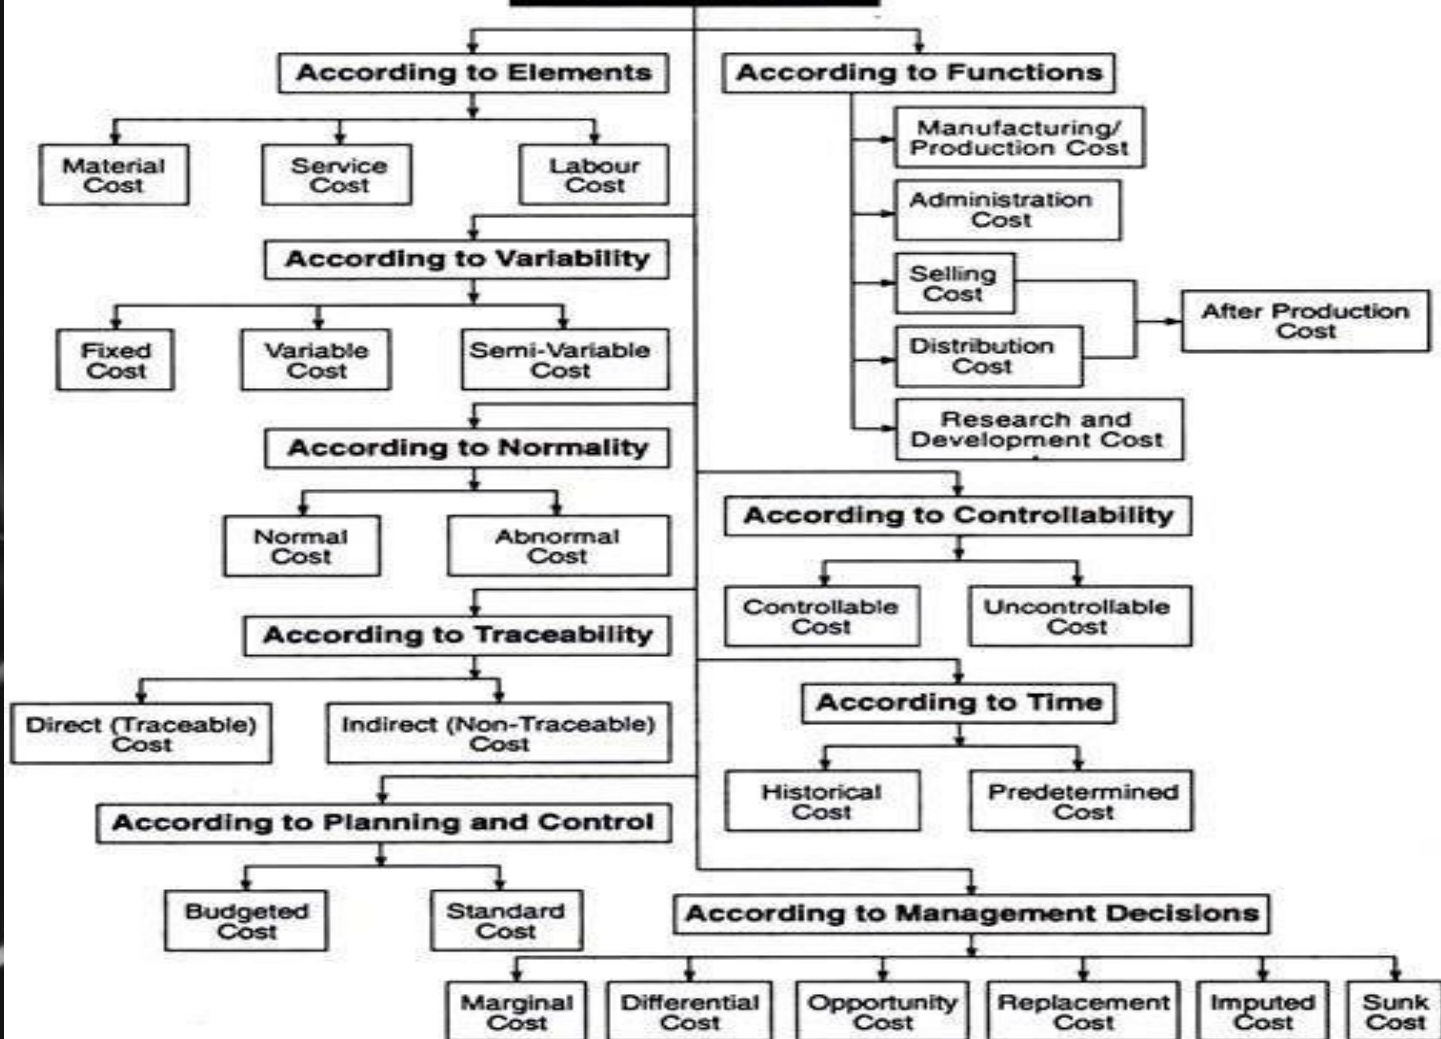 According to Elements
Material
Cost
Service
Cost
Labour
Cost
According to Variability
Fixed
Cost
Variable
Cost
Semi-Variable
Cost
According to Normality
Normal
Cost
Abnormal
Cost
According to Traceability
Direct (Traceable)
Cost
Indirect (Non-Traceable)
Cost
According to Planning and Control
Budgeted
Cost
Standard
Cost
According to Functions
Manufacturing/
Production Cost
Administration
Cost
Selling
Cost
Distribution
Cost
After Production
Cost
Research and
Development Cost
According to Controllability
Controllable
Cost
Uncontrollable
Cost
According to Time
Historical
Cost
Predetermined
Cost
According to Management Decisions
Marginal
Cost
Differential
Cost
Opportunity
Cost
Replacement
Cost
Imputed
Cost
Sunk
Cost